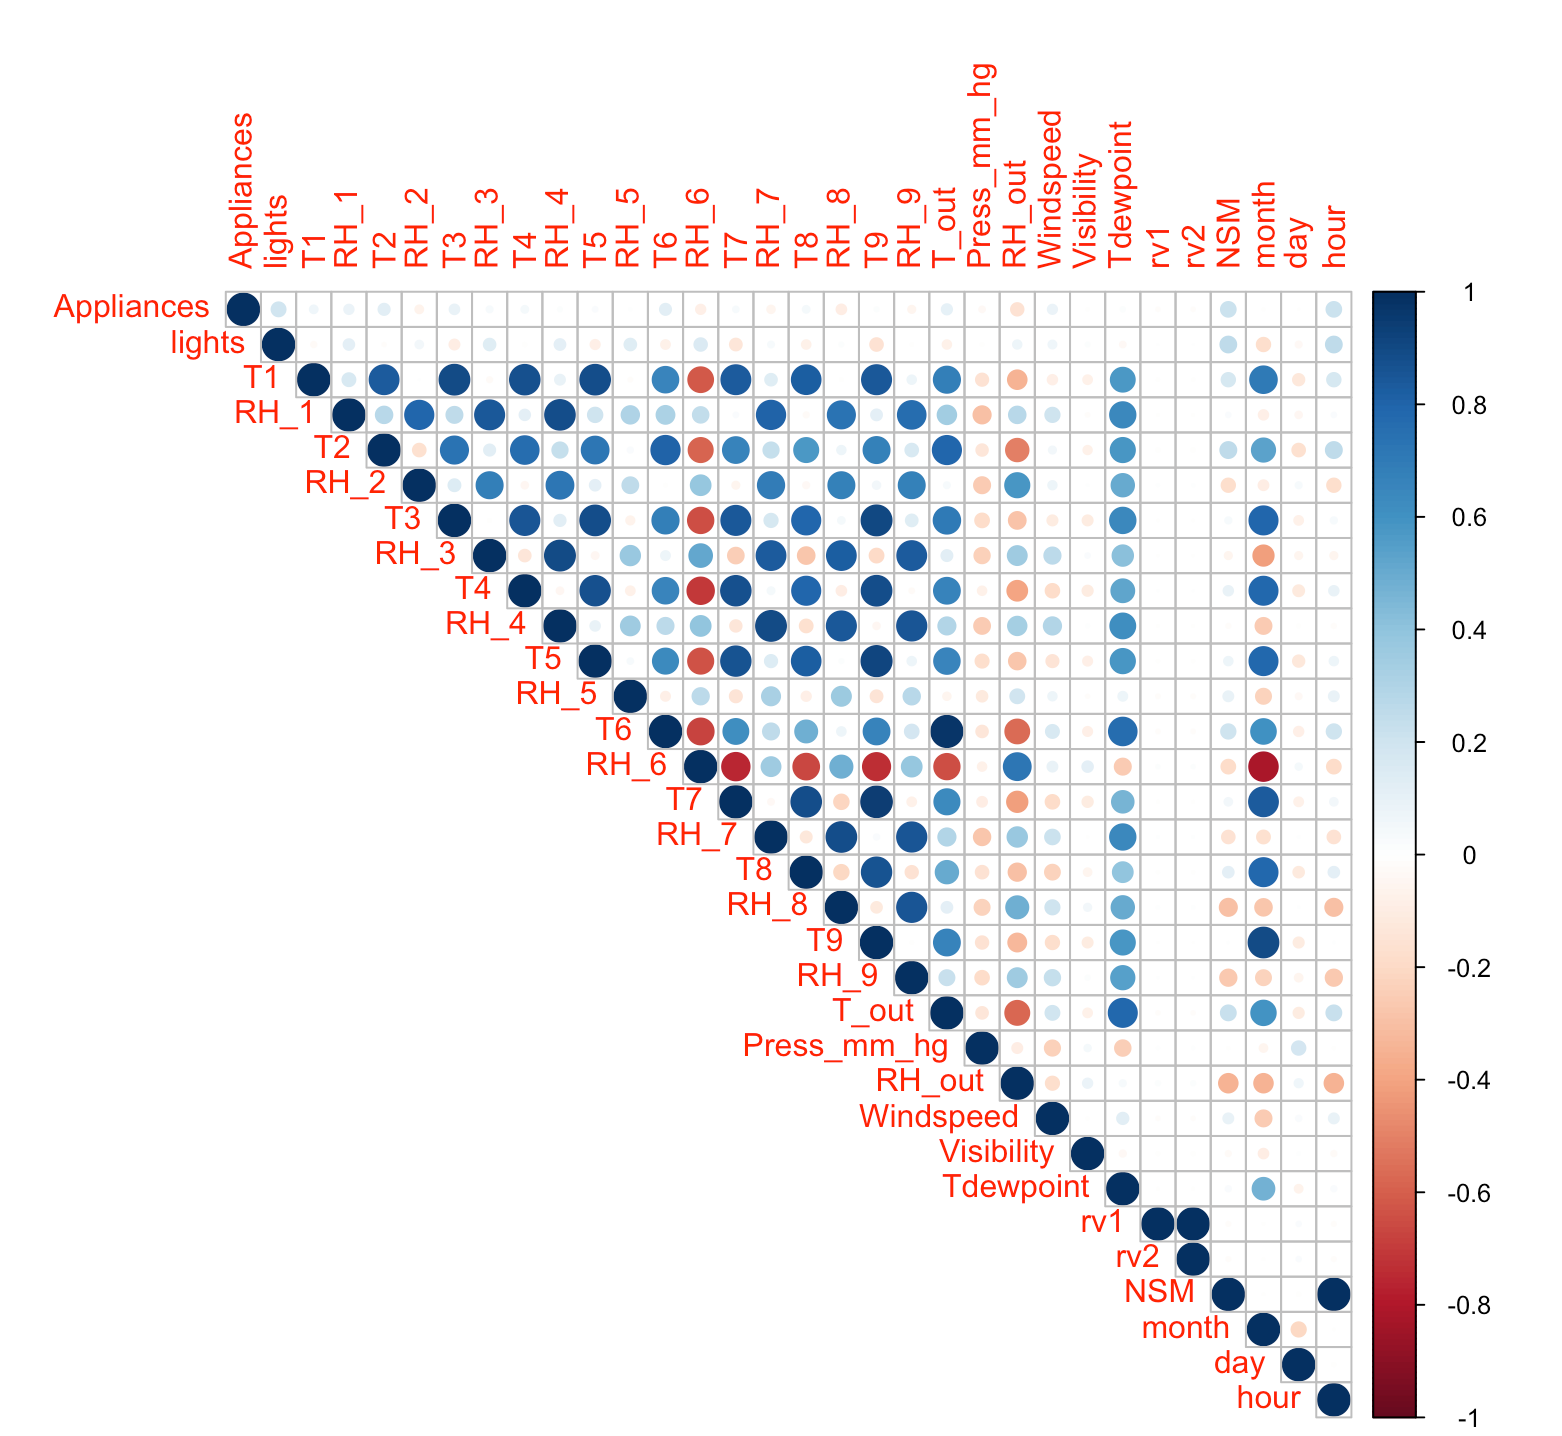 Appliances
lights
T1
RH_1
T2
RH_2
T3
RH_3
T4
RH_4
T5
RH_5
T6
RH_6
T7
RH_7
T8
RH_8
T9
RH_9
T_out
Press_mm_hg
RH_out
Windspeed
Visibility
Tdewpoint
rv1
rv2
NSM
month
day
hour
Appliances
lights
T1
RH_1
T2
RH_2
T3
RH_3
T4
RH_4
T5
RH_5
T6
RH_6
T7
RH_7
T8
RH_8
T9
RH_9
T_out
Press_mm_hg
RH_out
Windspeed
Visibility
Tdewpoint
rv1
rv2
NSM
month
day
hour
1
0.8
0.6
0.4
0.2
0
-0.2
-0.4
-0.6
-0.8
-1